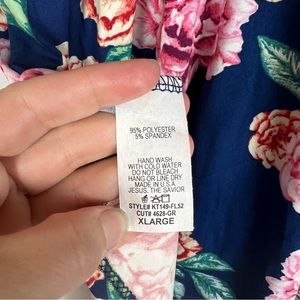 95% POLYESTER
5% SPANDEX
HAND WASH
WITH COLD WATER
DO NOT BLEACH
HANG OR LINE DRY
MADE IN U.S.A
JESUS. THE SAVIOR
STYLE# KT149-FL52
CUT# 4628-GR
XLARGE